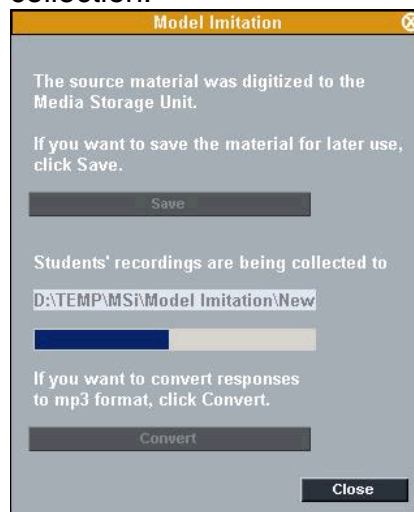 collection.
Model Imitation
The source material was digitized to the
Media Storage Unit.
If you want to save the material for later use,
click Save.
Save
Students' recordings are being collected to
D:\TEMP\MSi\Model Imitation\New
If you want to convert responses
to mp3 format, click Convert.
Convert
Close